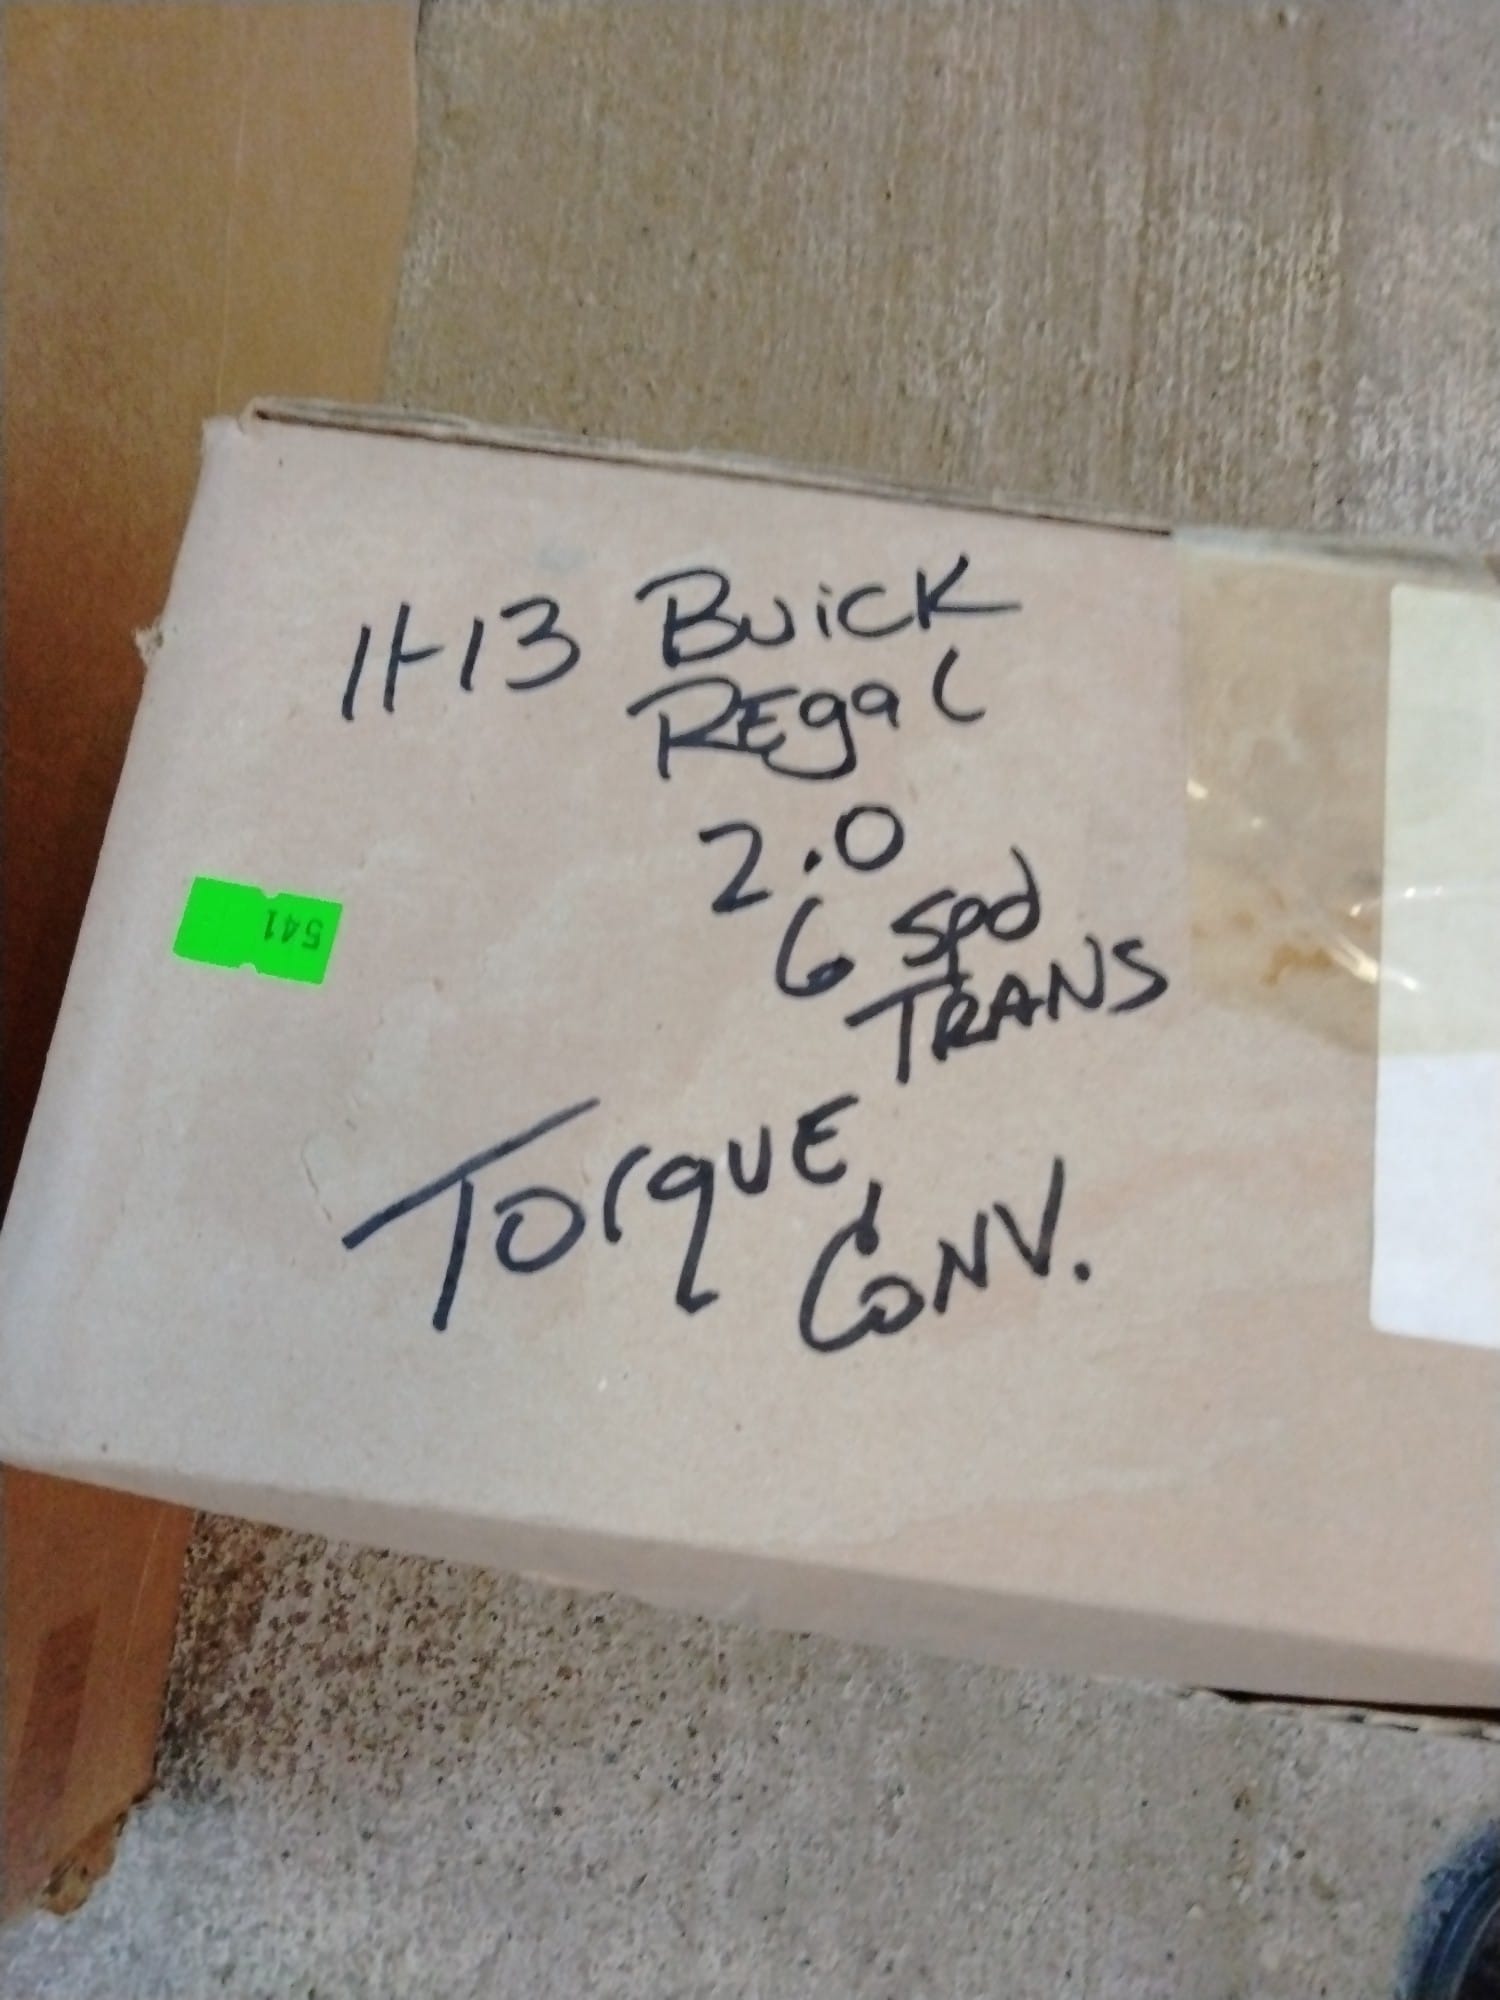 11-13 Buick
Regal
2.0
6 spd
TRANS
Torque
Conv.
541